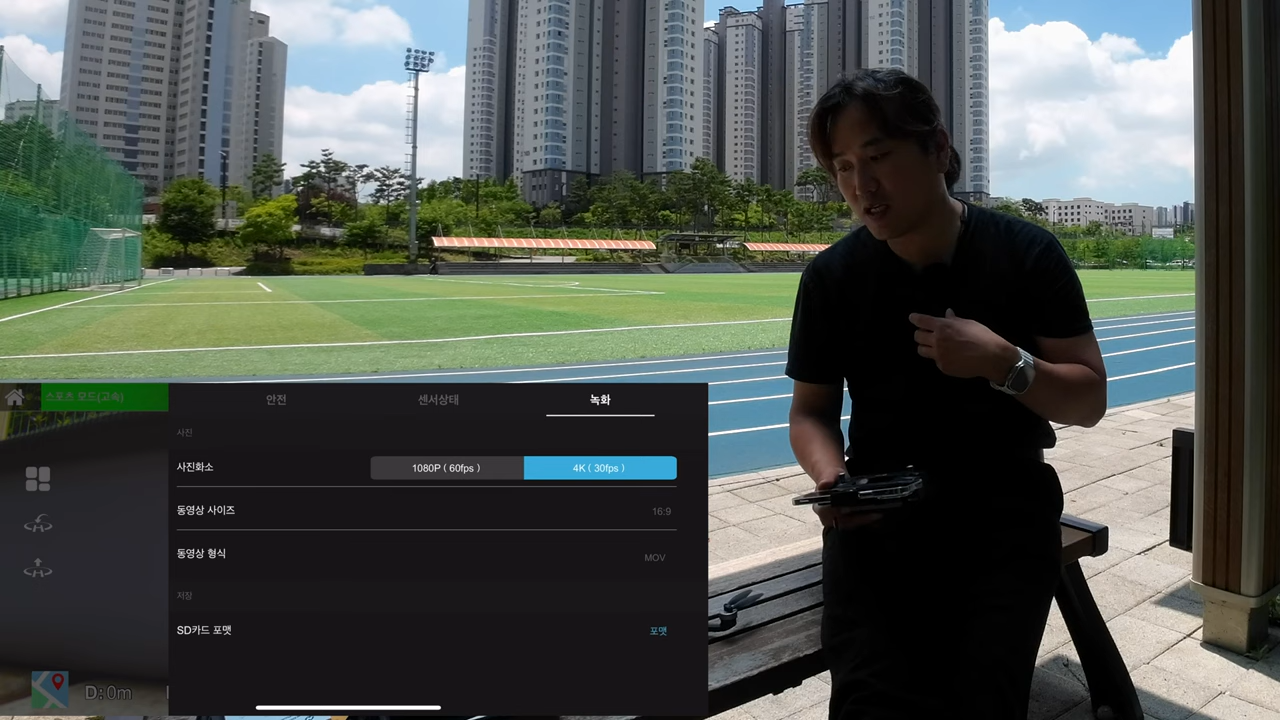 스포츠 모드(고속)
안전
센서상태
녹화
사진
사진화소
1080P ( 60fps )
4K ( 30fps )
동영상 사이즈
16:9
동영상 형식
MOV
저장
SD카드 포맷
포맷
D:0m